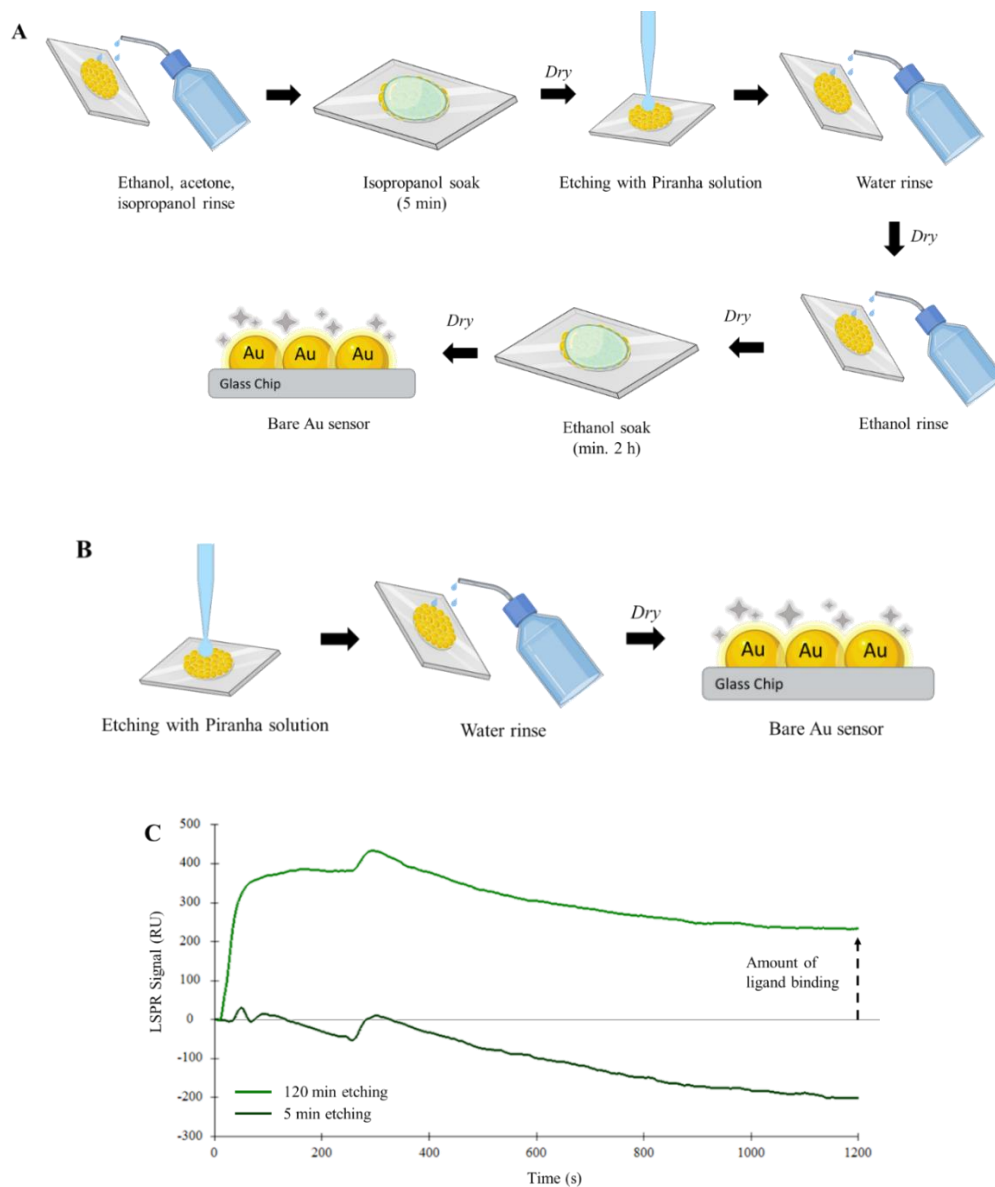 A
Dry
Ethanol, acetone,
isopropanol rinse
Isopropanol soak
(5 min)
Etching with Piranha solution
Water rinse
Dry
Dry
Dry
Au
Au
Au
Glass Chip
Bare Au sensor
Ethanol soak
(min. 2 h)
Ethanol rinse
B
Dry
Au
Au
Au
Glass Chip
Etching with Piranha solution
Water rinse
Bare Au sensor
C
LSPR Signal (RU)
500
400
300
200
100
0
-100
-200
-300
Amount of
ligand binding
120 min etching
5 min etching
0
200
400
600
800
1000
1200
Time (s)